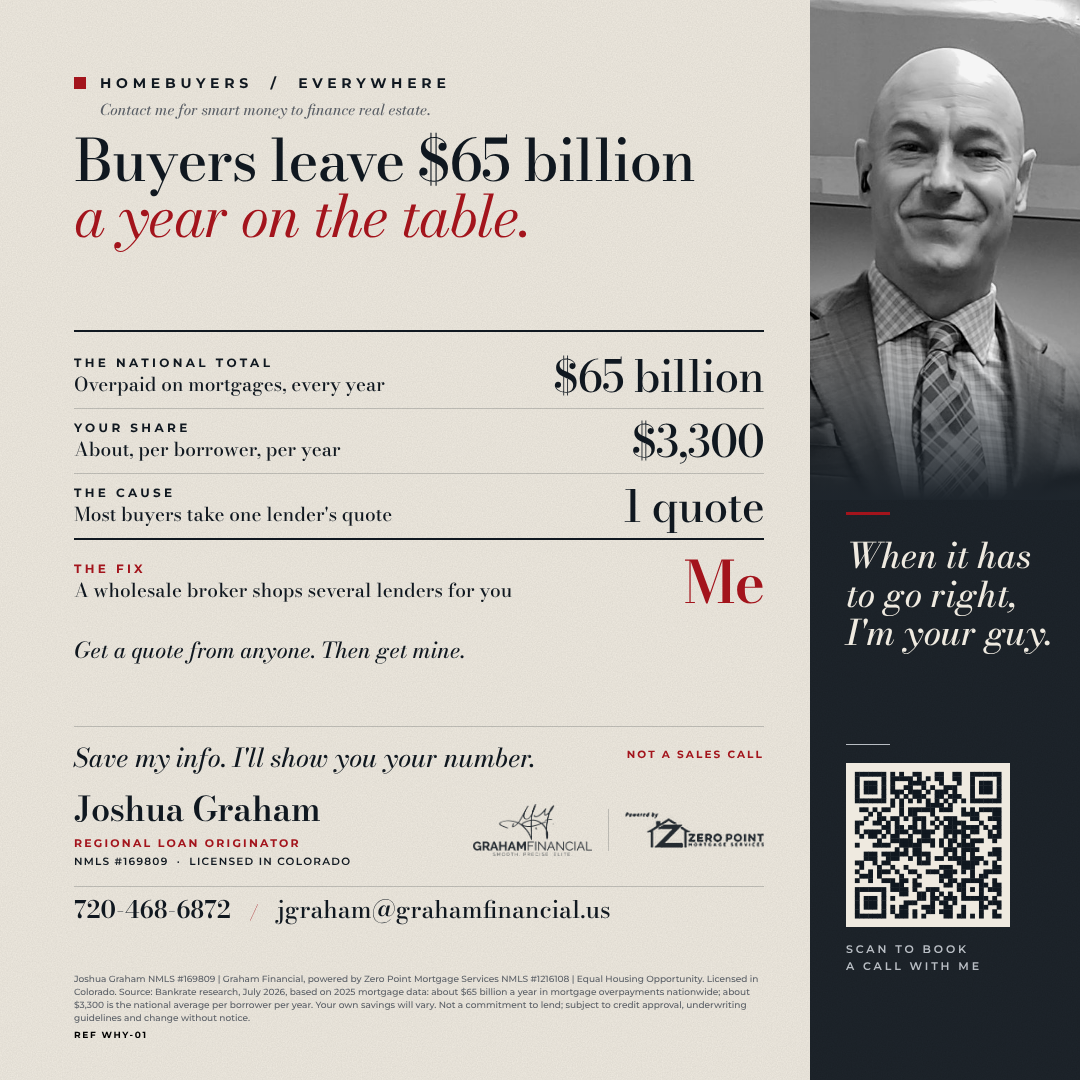 HOMEBUYERS / EVERYWHERE
Contact me for smart money to finance real estate.
Buyers leave $65 billion
a year on the table.
THE NATIONAL TOTAL
Overpaid on mortgages, every year
$65 billion
YOUR SHARE
About, per borrower, per year
$3,300
THE CAUSE
Most buyers take one lender's quote
1 quote
THE FIX
A wholesale broker shops several lenders for you
Me
Get a quote from anyone. Then get mine.
Save my info. I'll show you your number.
NOT A SALES CALL
Joshua Graham
REGIONAL LOAN ORIGINATOR
NMLS #169809 · LICENSED IN COLORADO
GRAHAMFINANCIAL
SMOOTH. PRECISE. ELITE.
Powered by
ZERO POINT
MORTGAGE SERVICES
720-468-6872 / jgraham@grahamfinancial.us
Joshua Graham NMLS #169809 | Graham Financial, powered by Zero Point Mortgage Services NMLS #1216108 | Equal Housing Opportunity. Licensed in
Colorado. Source: Bankrate research, July 2026, based on 2025 mortgage data: about $65 billion a year in mortgage overpayments nationwide; about
$3,300 is the national average per borrower per year. Your own savings will vary. Not a commitment to lend; subject to credit approval, underwriting
guidelines and change without notice.
REF WHY-01
When it has
to go right,
I'm your guy.
SCAN TO BOOK
A CALL WITH ME